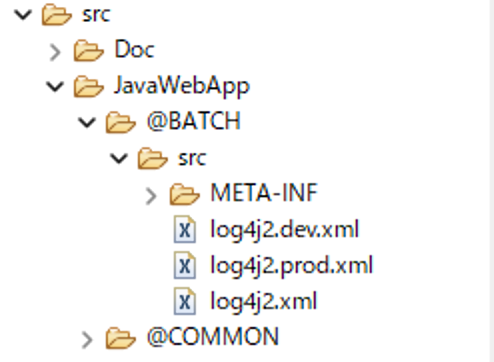 src
Doc
JavaWebApp
@BATCH
src
META-INF
log4j2.dev.xml
log4j2.prod.xml
log4j2.xml
@COMMON